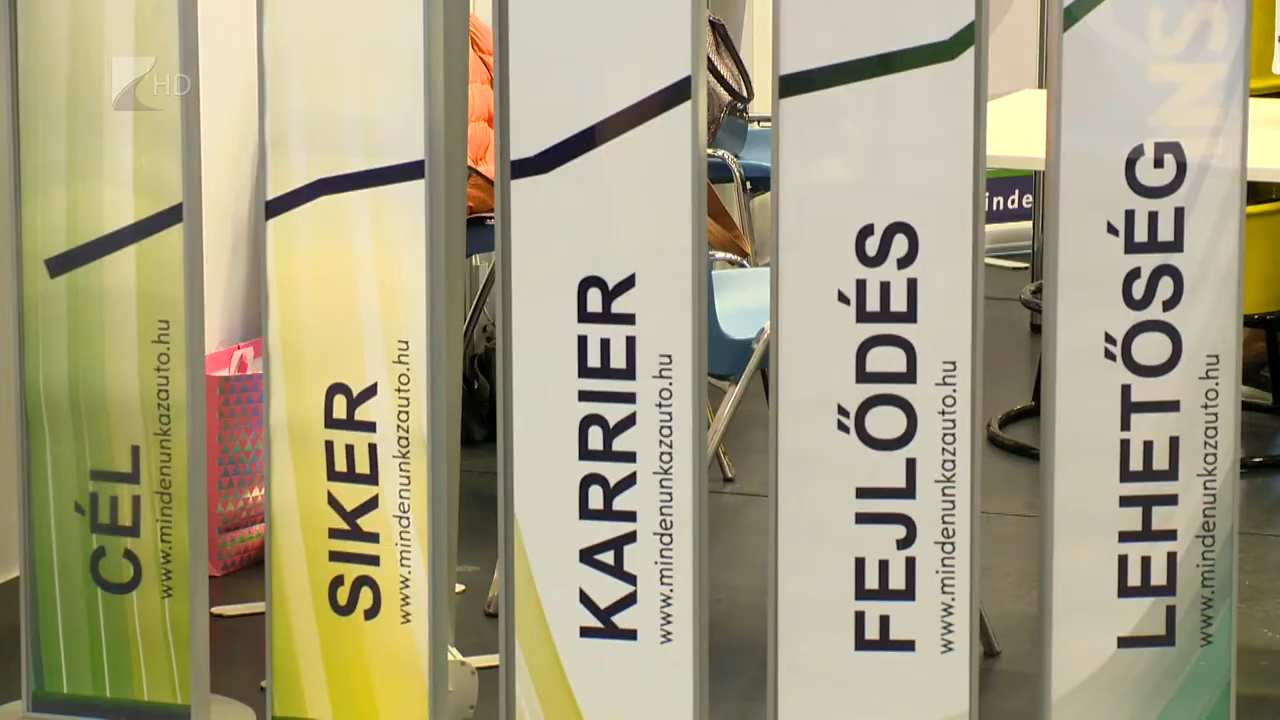 HD
CÉL
www.mindenunkazauto.hu
SIKER
www.mindenunkazauto.hu
KARRIER
www.mindenunkazauto.hu
FEJLŐDÉS
www.mindenunkazauto.hu
inde
LEHETŐSÉG
www.mindenunkazauto.hu
NS